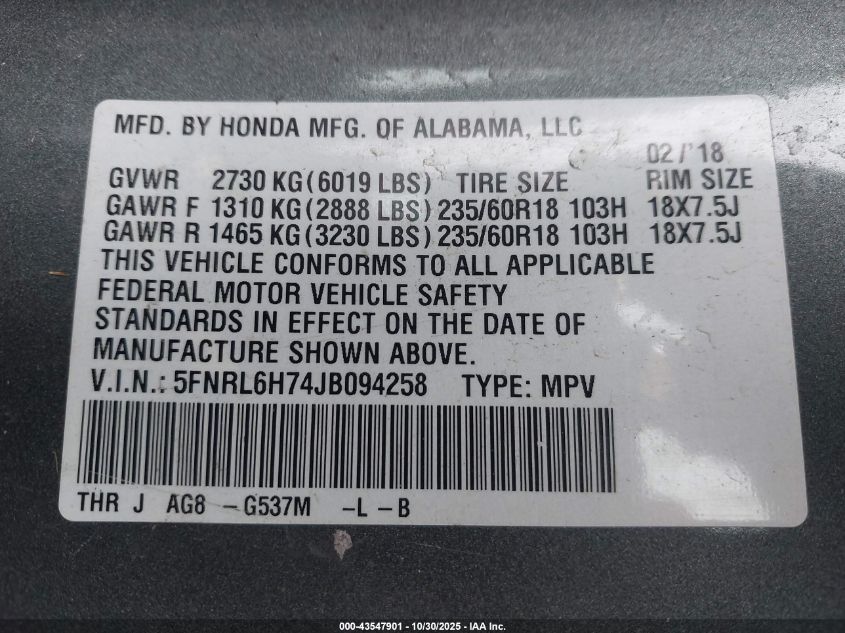 MFD. BY HONDA MFG. OF ALABAMA, LLC
02/'18
GVWR 2730 KG(6019 LBS) TIRE SIZE RIM SIZE
GAWR F 1310 KG(2888 LBS) 235/60R18 103H 18X7.5J
GAWR R 1465 KG(3230 LBS) 235/60R18 103H 18X7.5J
THIS VEHICLE CONFORMS TO ALL APPLICABLE
FEDERAL MOTOR VEHICLE SAFETY
STANDARDS IN EFFECT ON THE DATE OF
MANUFACTURE SHOWN ABOVE.
V.I.N.: 5FNRL6H74JB094258 TYPE: MPV
THR J AG8 -G537M -L-B
000-43547901 - 10/30/2025 - IAA Inc.